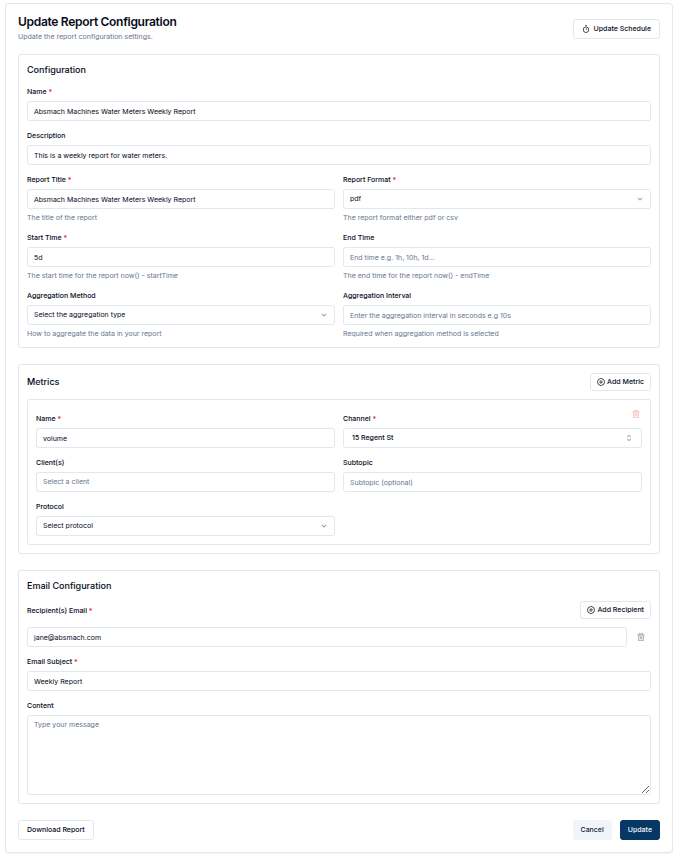 Update Report Configuration
Update the report configuration settings.
Update Schedule
Configuration
Name *
Absmach Machines Water Meters Weekly Report
Description
This is a weekly report for water meters.
Report Title *
Report Format *
Absmach Machines Water Meters Weekly Report
pdf
The title of the report
The report format either pdf or csv
Start Time *
End Time
5d
End time e.g. 1h, 10h, 1d...
The start time for the report now() - startTime
The end time for the report now() - endTime
Aggregation Method
Aggregation Interval
Select the aggregation type
Enter the aggregation interval in seconds e.g 10s
How to aggregate the data in your report
Required when aggregation method is selected
Metrics
Add Metric
Name *
Channel *
volume
15 Regent St
Client(s)
Subtopic
Select a client
Subtopic (optional)
Protocol
Select protocol
Email Configuration
Recipient(s) Email *
Add Recipient
jane@absmach.com
Email Subject *
Weekly Report
Content
Type your message
Download Report
Cancel
Update